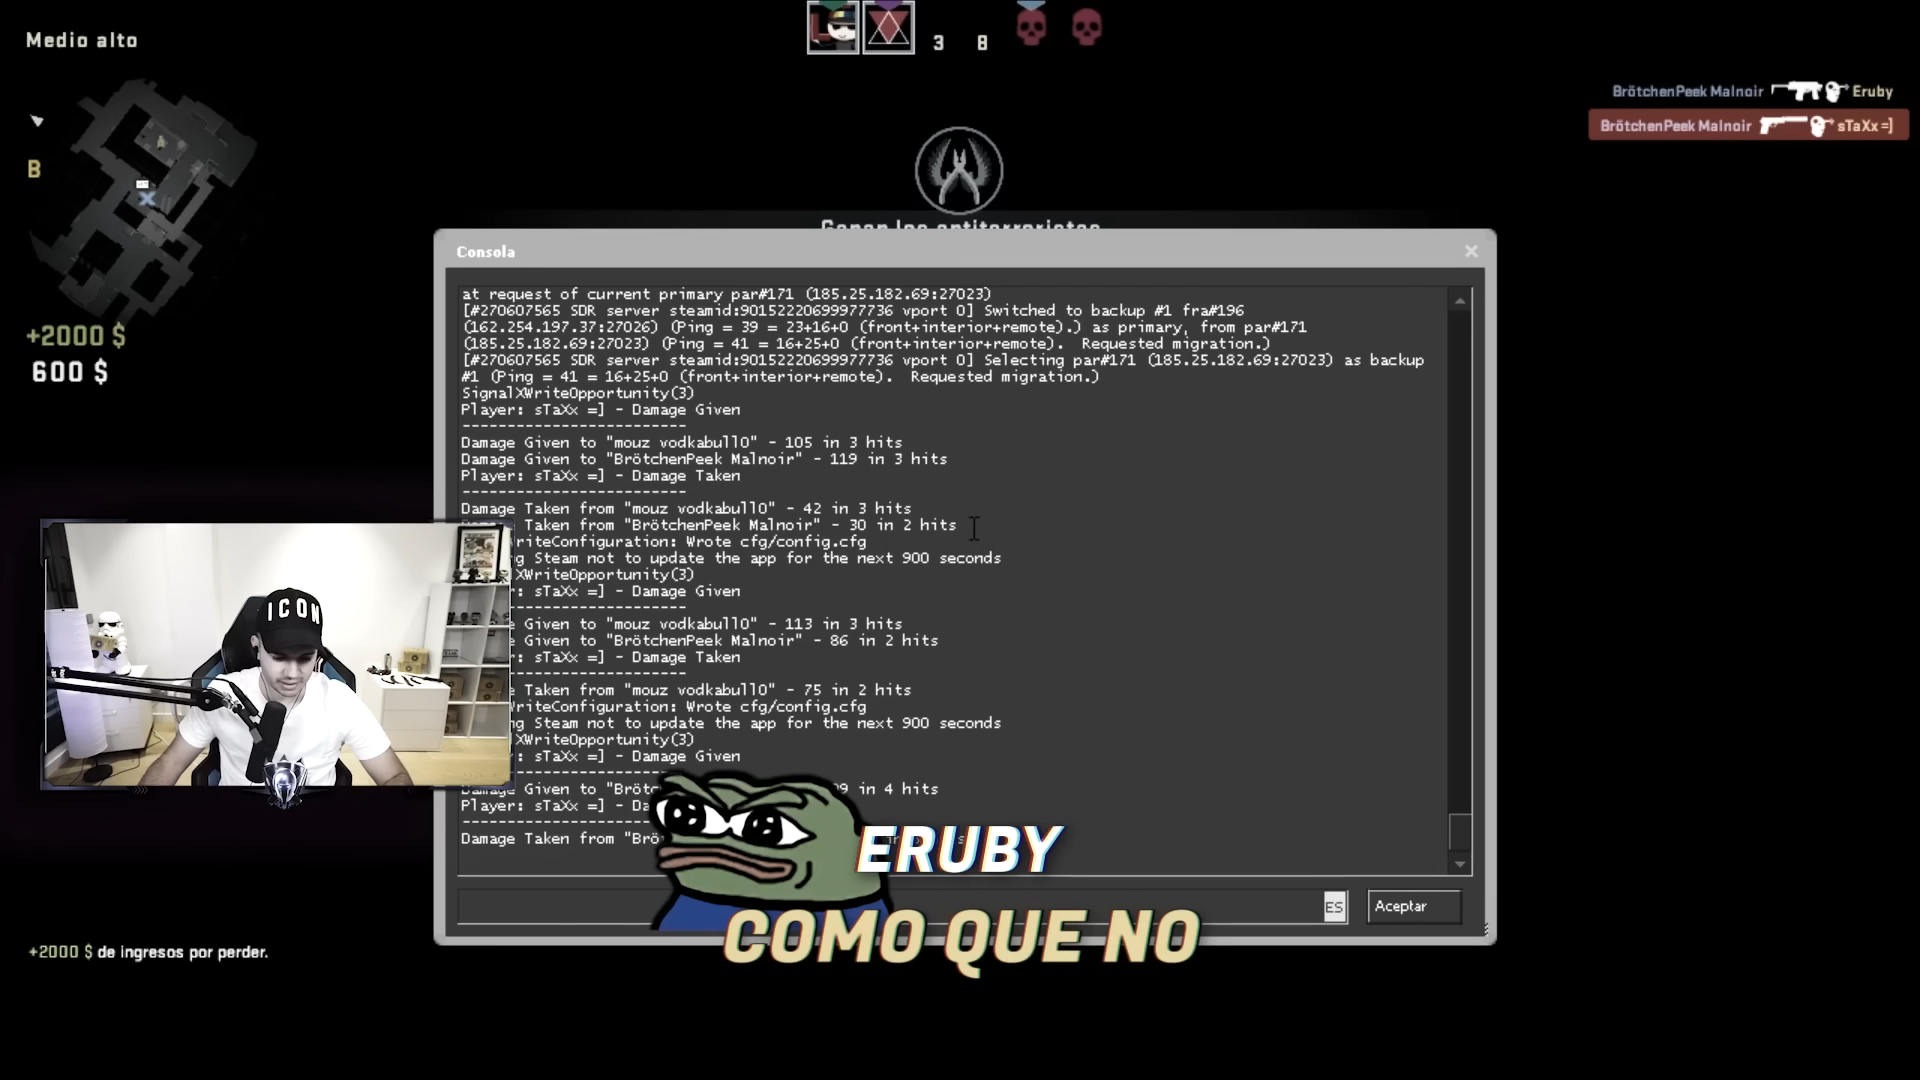 Medio alto
3 8
BrötchenPeek Malnoir Eruby
BrötchenPeek Malnoir sTaXx =]
B
+2000 $
600 $
Ganan los antiterroristas
Consola
at request of current primary par#171 (185.25.182.69:27023)
[#270607565 SDR server steamid:90152220699977736 vport 0] Switched to backup #1 fra#196
(162.254.197.37:27026) (Ping = 39 = 23+16+0 (front+interior+remote).) as primary, from par#171
(185.25.182.69:27023) (Ping = 41 = 16+25+0 (front+interior+remote).  Requested migration.)
[#270607565 SDR server steamid:90152220699977736 vport 0] Selecting par#171 (185.25.182.69:27023) as backup
#1 (Ping = 41 = 16+25+0 (front+interior+remote).  Requested migration.)
SignalXWriteOpportunity(3)
Player: sTaXx =] - Damage Given
-------------------------
Damage Given to "mouz vodkabull0" - 105 in 3 hits
Damage Given to "BrötchenPeek Malnoir" - 119 in 3 hits
Player: sTaXx =] - Damage Taken
-------------------------
Damage Taken from "mouz vodkabull0" - 42 in 3 hits
Taken from "BrötchenPeek Malnoir" - 30 in 2 hits
riteConfiguration: Wrote cfg/config.cfg
g Steam not to update the app for the next 900 seconds
XWriteOpportunity(3)
: sTaXx =] - Damage Given
-------------------
e Given to "mouz vodkabull0" - 113 in 3 hits
e Given to "BrötchenPeek Malnoir" - 86 in 2 hits
: sTaXx =] - Damage Taken
-------------------
e Taken from "mouz vodkabull0" - 75 in 2 hits
riteConfiguration: Wrote cfg/config.cfg
g Steam not to update the app for the next 900 seconds
XWriteOpportunity(3)
: sTaXx =] - Damage Given
Damage Given to "Bröt 9 in 4 hits
Player: sTaXx =] - Da
Damage Taken from "Brö
ICON
ERUBY
COMO QUE NO
ES
Aceptar
+2000 $ de ingresos por perder.